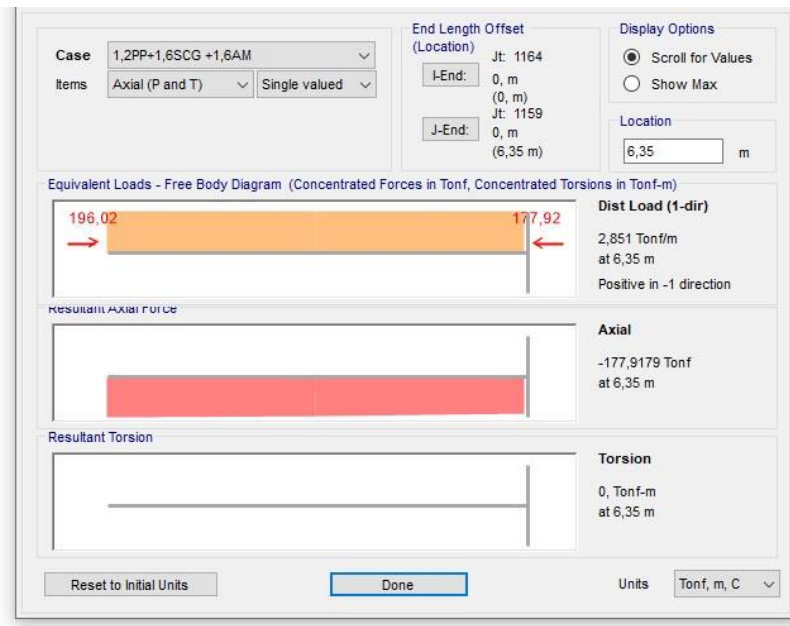 Case 1,2PP+1,6SCG +1,6AM
Items Axial (P and T) Single valued
End Length Offset
(Location)
Jt: 1164
I-End: 0, m
(0, m)
Jt: 1159
J-End: 0, m
(6,35 m)
Display Options
Scroll for Values
Show Max
Location
6,35 m
Equivalent Loads - Free Body Diagram (Concentrated Forces in Tonf, Concentrated Torsions in Tonf-m)
196,02 177,92
Dist Load (1-dir)
2,851 Tonf/m
at 6,35 m
Positive in -1 direction
Resultant Axial Force
Axial
-177,9179 Tonf
at 6,35 m
Resultant Torsion
Torsion
0, Tonf-m
at 6,35 m
Reset to Initial Units Done Units Tonf, m, C